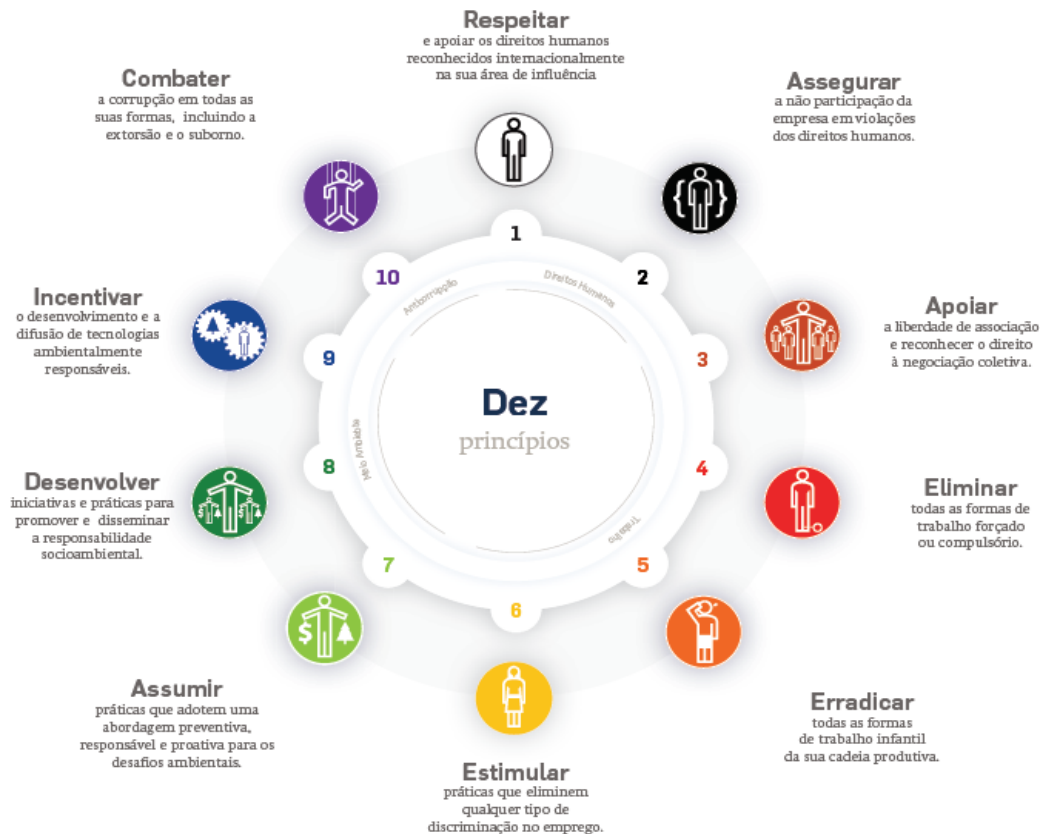 Respeitar
e apoiar os direitos humanos
reconhecidos internacionalmente
na sua área de influência
Assegurar
a não participação da
empresa em violações
dos direitos humanos.
Apoiar
a liberdade de associação
e reconhecer o direito
à negociação coletiva.
Eliminar
todas as formas de
trabalho forçado
ou compulsório.
Erradicar
todas as formas
de trabalho infantil
da sua cadeia produtiva.
Estimular
práticas que eliminem
qualquer tipo de
discriminação no emprego.
Assumir
práticas que adotem uma
abordagem preventiva,
responsável e proativa para os
desafios ambientais.
Desenvolver
iniciativas e práticas para
promover e disseminar
a responsabilidade
socioambiental.
Incentivar
o desenvolvimento e a
difusão de tecnologias
ambientalmente
responsáveis.
Combater
a corrupção em todas as
suas formas, incluindo a
extorsão e o suborno.
1
2
3
4
5
6
7
8
9
10
Direitos Humanos
Trabalho
Meio Ambiente
Anticorrupção
Dez
princípios
$
$
$